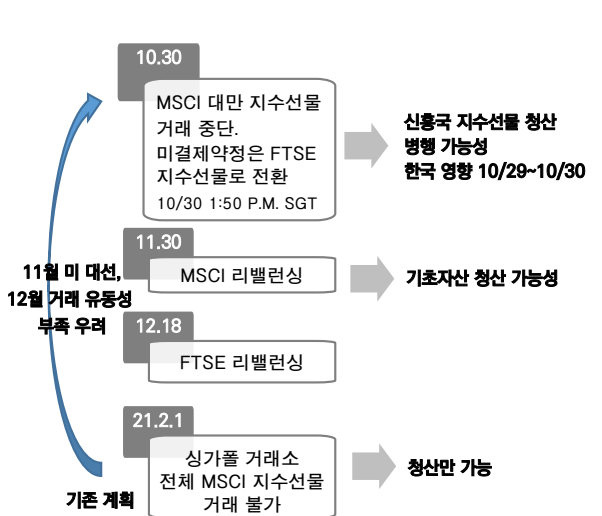 10.30
MSCI 대만 지수선물
거래 중단.
미결제약정은 FTSE
지수선물로 전환
10/30 1:50 P.M. SGT
신흥국 지수선물 청산
병행 가능성
한국 영향 10/29~10/30
11.30
MSCI 리밸런싱
기초자산 청산 가능성
11월 미 대선,
12월 거래 유동성
부족 우려
12.18
FTSE 리밸런싱
21.2.1
싱가폴 거래소
전체 MSCI 지수선물
거래 불가
청산만 가능
기존 계획